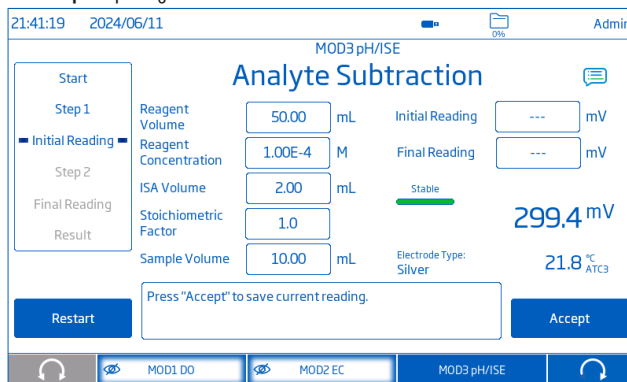 21:41:19 2024/06/11 0% Admin
MOD3 pH/ISE
Analyte Subtraction
Start
Step 1
Initial Reading
Step 2
Final Reading
Result
Reagent Volume 50.00 mL
Reagent Concentration 1.00E-4 M
ISA Volume 2.00 mL
Stoichiometric Factor 1.0
Sample Volume 10.00 mL
Initial Reading --- mV
Final Reading --- mV
Stable
299.4 mV
Electrode Type:
Silver
21.8 °C
ATC3
Restart
Press "Accept" to save current reading.
Accept
MOD1 DO MOD2 EC MOD3 pH/ISE